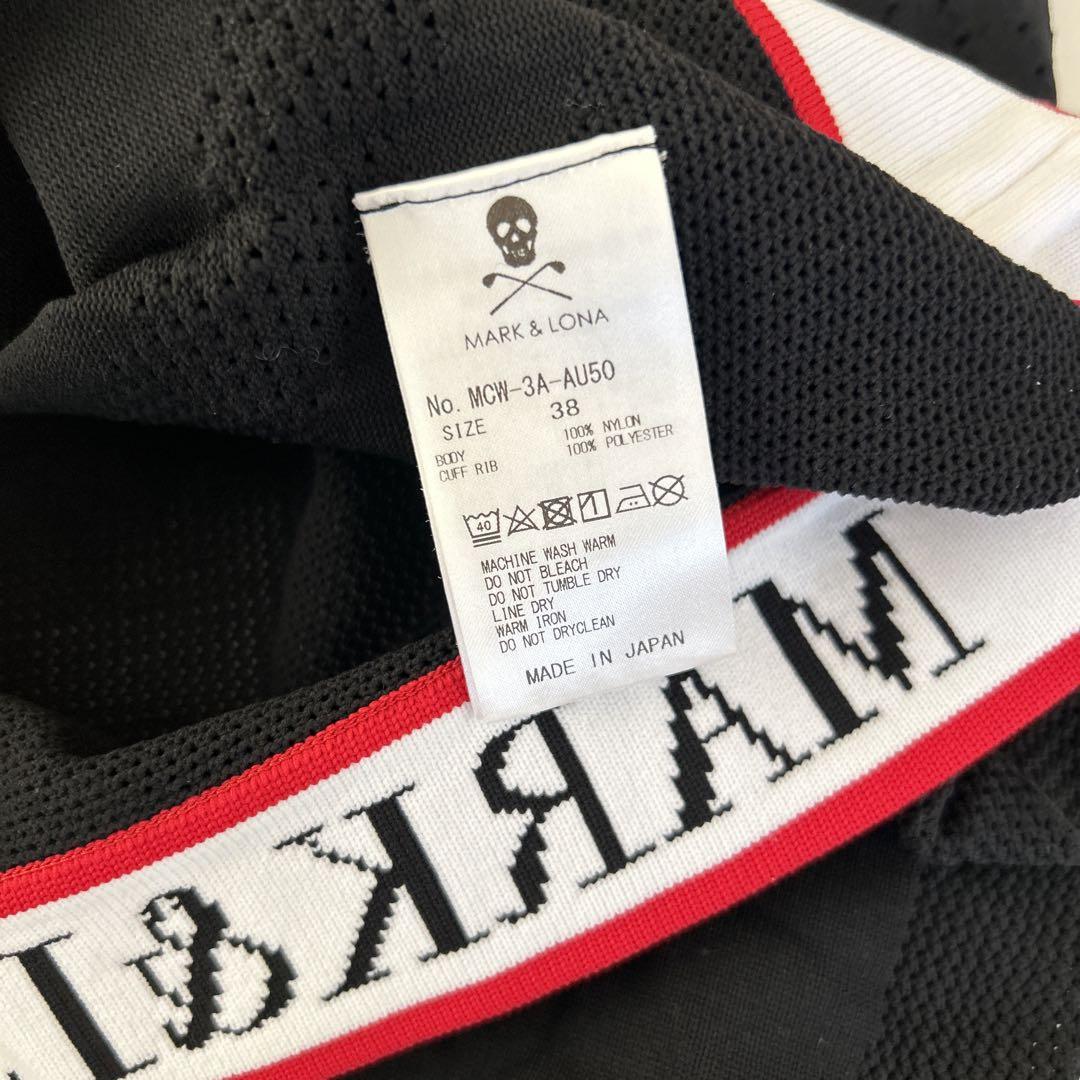 MARK & LONA
No. MCW-3A-AU50
SIZE 38
BODY 100% NYLON
CUFF RIB 100% POLYESTER
40
MACHINE WASH WARM
DO NOT BLEACH
DO NOT TUMBLE DRY
LINE DRY
WARM IRON
DO NOT DRYCLEAN
MADE IN JAPAN
MARK&L